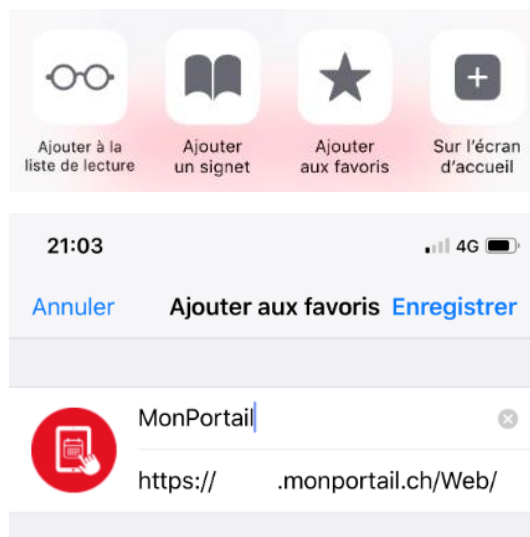 Ajouter à la
liste de lecture
Ajouter
un signet
Ajouter
aux favoris
Sur l'écran
d'accueil
21:03
4G
Annuler
Ajouter aux favoris
Enregistrer
MonPortail
https:// .monportail.ch/Web/